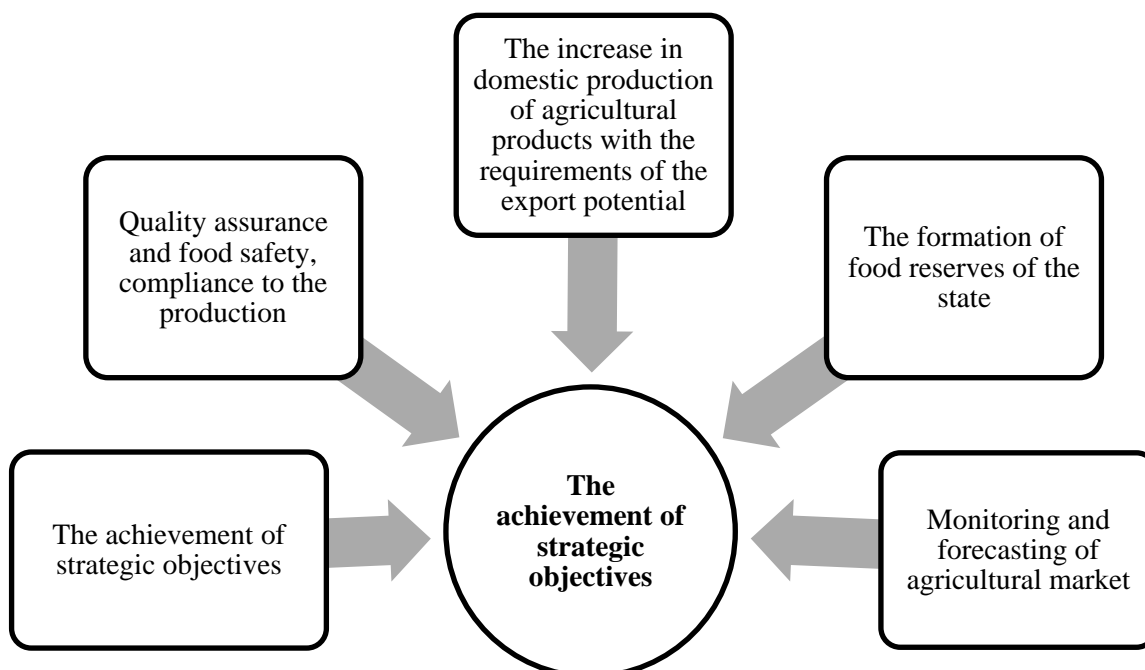 The increase in
domestic production
of agricultural
products with the
requirements of the
export potential
Quality assurance
and food safety,
compliance to the
production
The formation of
food reserves of the
state
The achievement of
strategic objectives
The
achievement of
strategic
objectives
Monitoring and
forecasting of
agricultural market